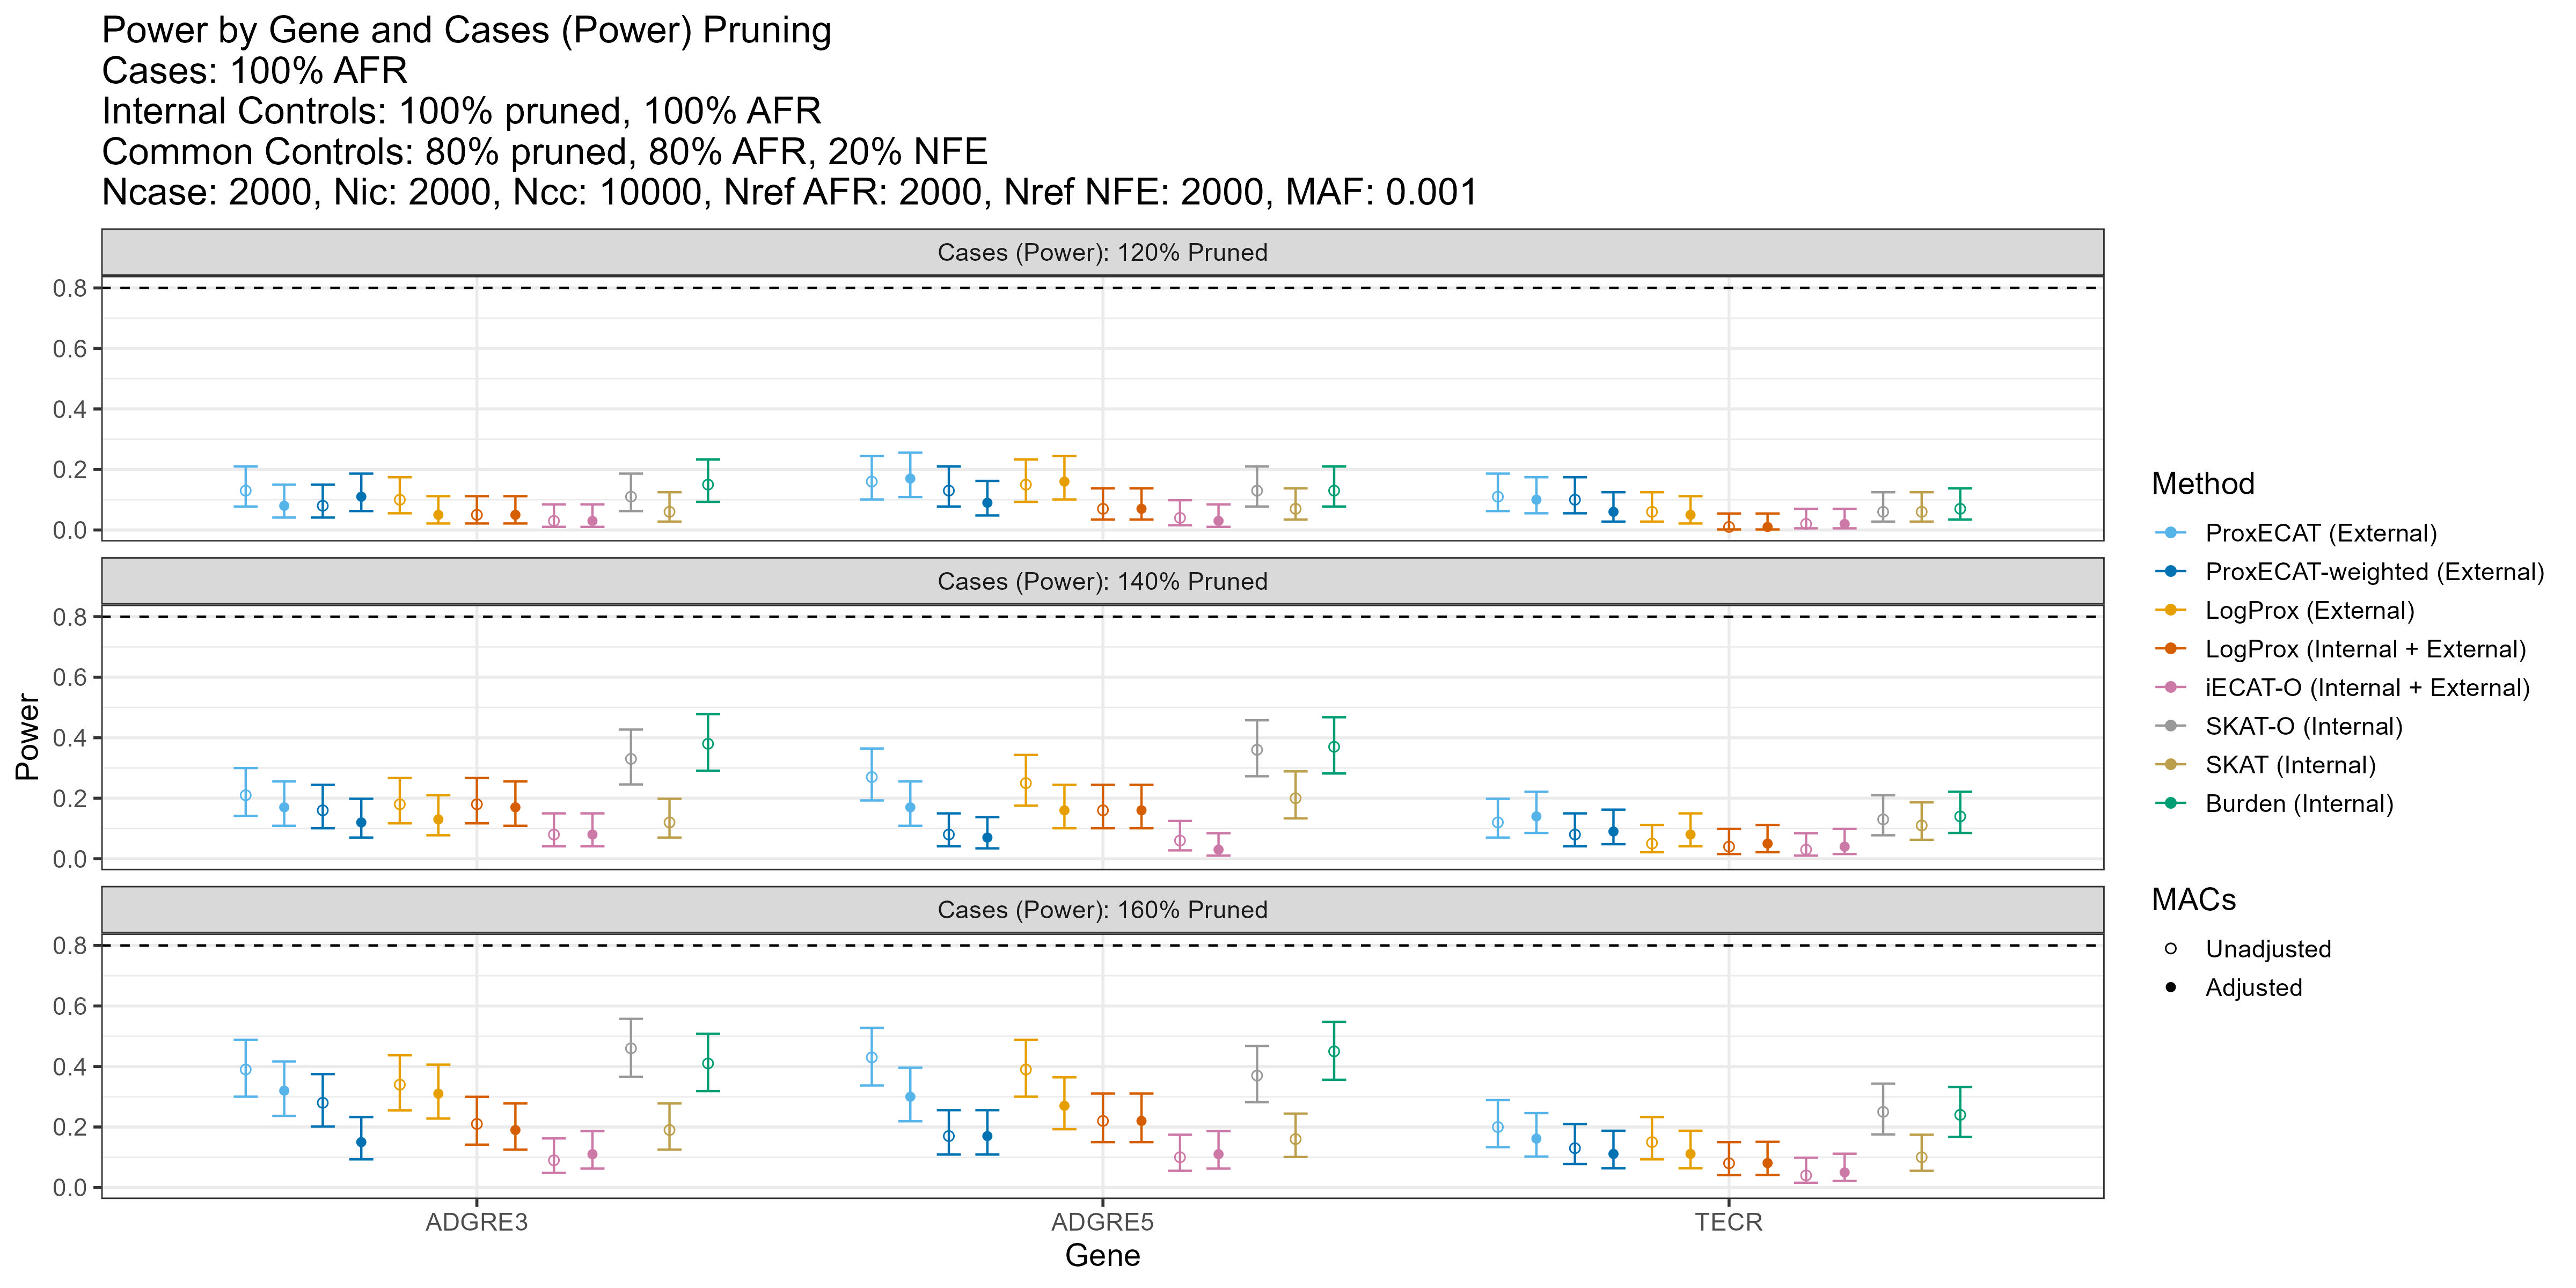 Power by Gene and Cases (Power) Pruning
Cases: 100% AFR
Internal Controls: 100% pruned, 100% AFR
Common Controls: 80% pruned, 80% AFR, 20% NFE
Ncase: 2000, Nic: 2000, Ncc: 10000, Nref AFR: 2000, Nref NFE: 2000, MAF: 0.001
Cases (Power): 120% Pruned
0.8
0.6
0.4
0.2
0.0
Cases (Power): 140% Pruned
0.8
0.6
0.4
0.2
0.0
Cases (Power): 160% Pruned
0.8
0.6
0.4
0.2
0.0
Power
ADGRE3
ADGRE5
TECR
Gene
Method
ProxECAT (External)
ProxECAT-weighted (External)
LogProx (External)
LogProx (Internal + External)
iECAT-O (Internal + External)
SKAT-O (Internal)
SKAT (Internal)
Burden (Internal)
MACs
Unadjusted
Adjusted